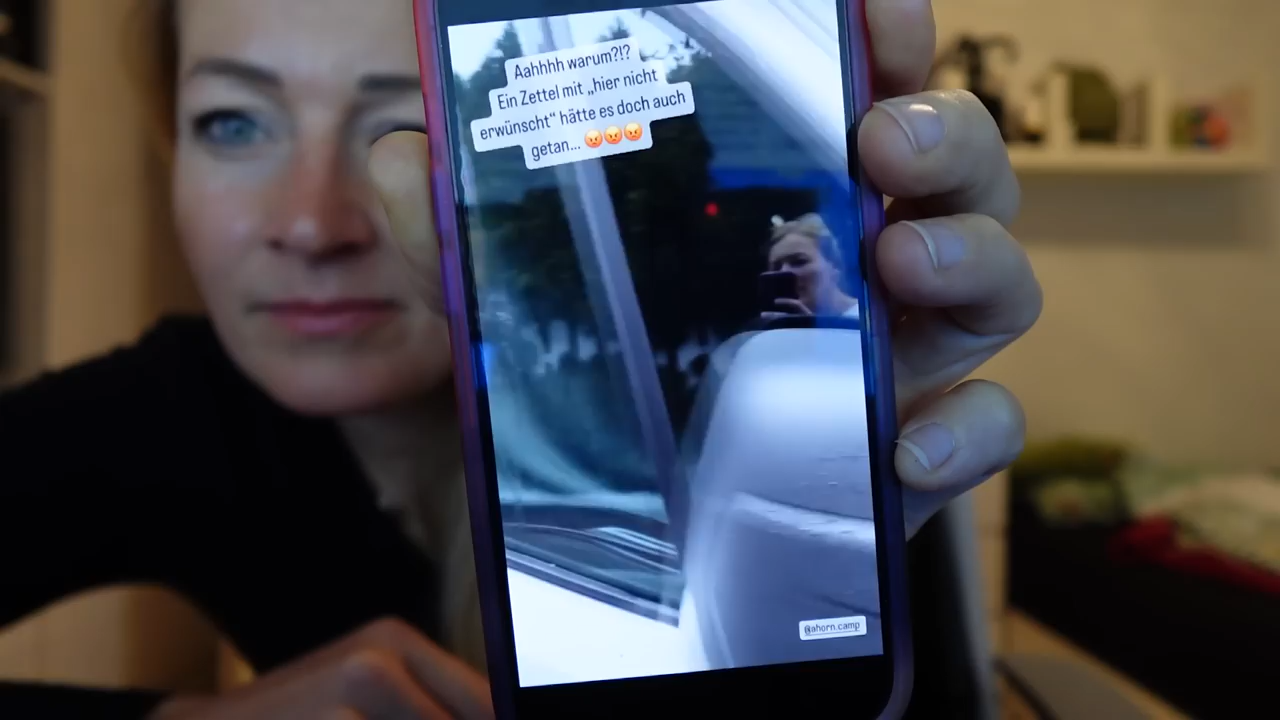 Aahhhh warum?!?
Ein Zettel mit „hier nicht
erwünscht“ hätte es doch auch
getan... 😡😡😡
@ahorn.camp